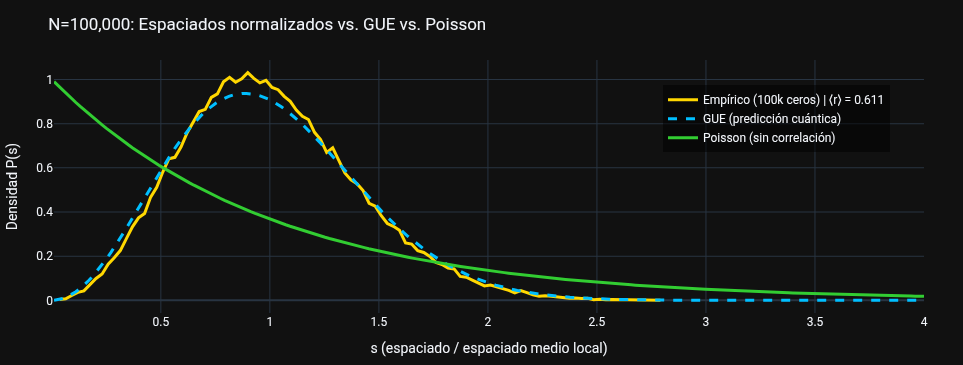 N=100,000: Espaciados normalizados vs. GUE vs. Poisson
Densidad P(s)
1
0.8
0.6
0.4
0.2
0
Empírico (100k ceros) | ⟨r⟩ = 0.611
GUE (predicción cuántica)
Poisson (sin correlación)
0.5
1
1.5
2
2.5
3
3.5
4
s (espaciado / espaciado medio local)